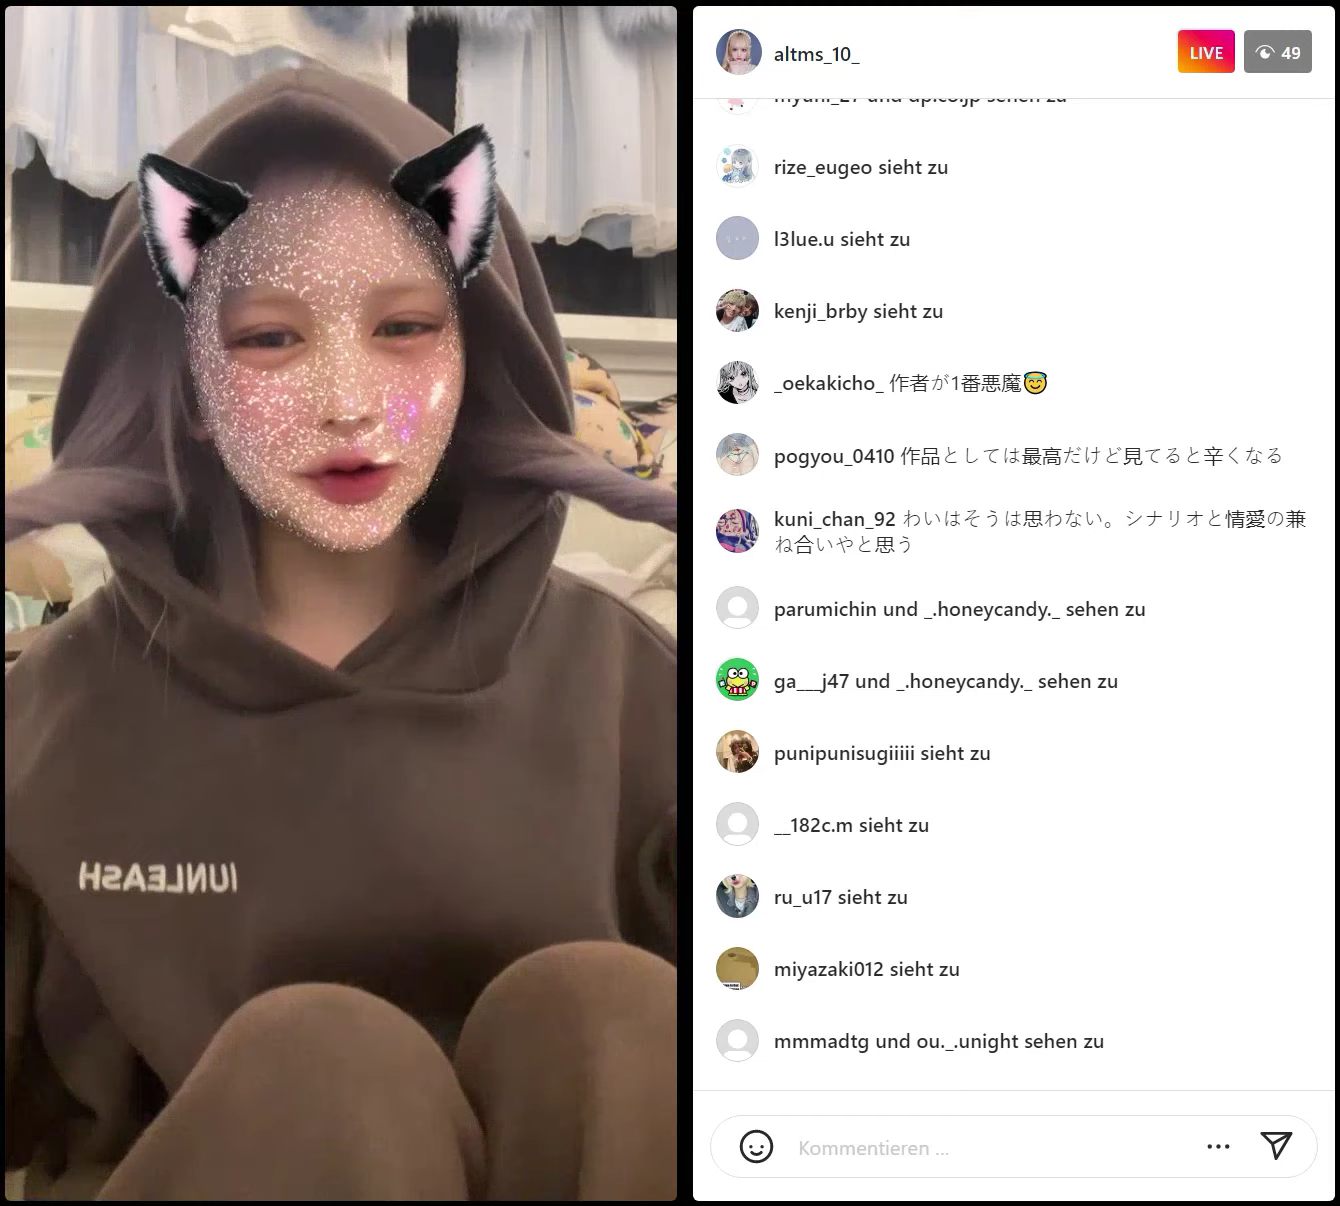 altms_10_
LIVE
49
rize_eugeo sieht zu
l3lue.u sieht zu
kenji_brby sieht zu
_oekakicho_ 作者が1番悪魔😇
pogyou_0410 作品としては最高だけど見てると辛くなる
kuni_chan_92 わいはそうは思わない。シナリオと情愛の兼
ね合いやと思う
parumichin und _.honeycandy._ sehen zu
ga___j47 und _.honeycandy._ sehen zu
punipunisugiiiii sieht zu
__182c.m sieht zu
ru_u17 sieht zu
miyazaki012 sieht zu
mmmadtg und ou._.unight sehen zu
Kommentieren ...
/UNLEASH